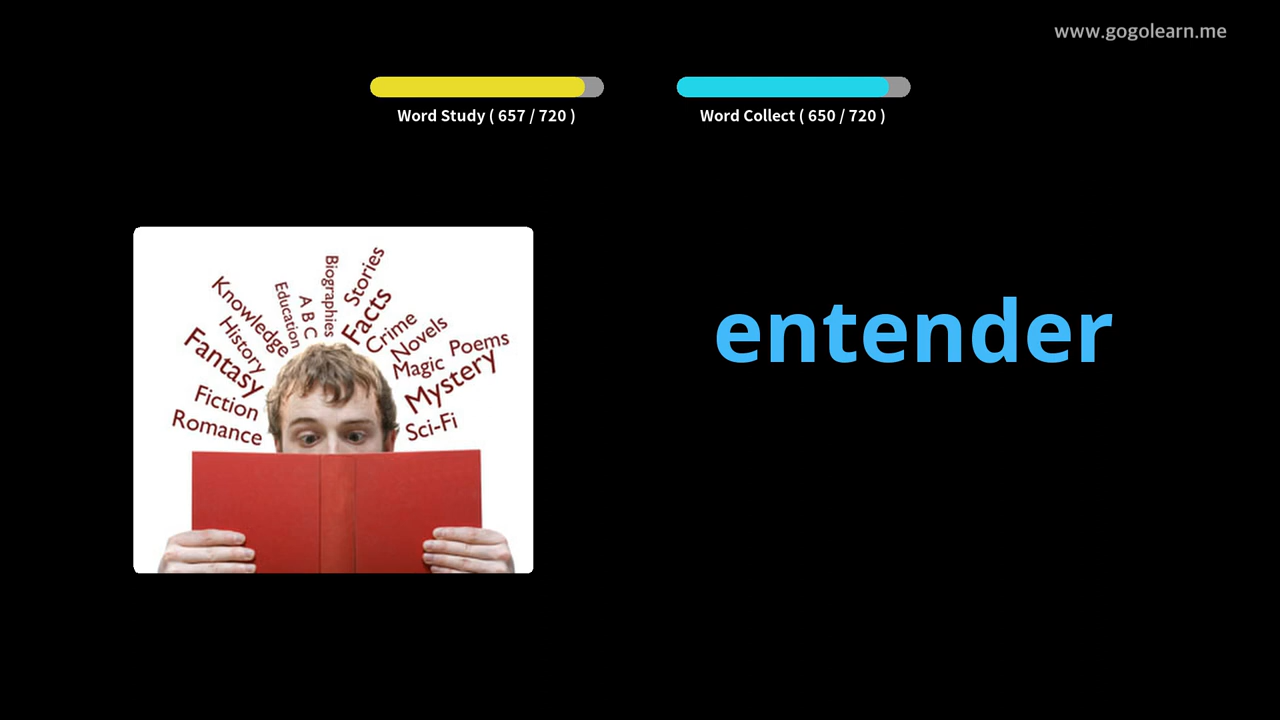 www.gogolearn.me
Word Study ( 657 / 720 )
Word Collect ( 650 / 720 )
entender
Knowledge
Education
A B C
Biographies
Stories
Facts
Crime
Novels
Poems
Magic
Mystery
Sci-Fi
History
Fantasy
Fiction
Romance